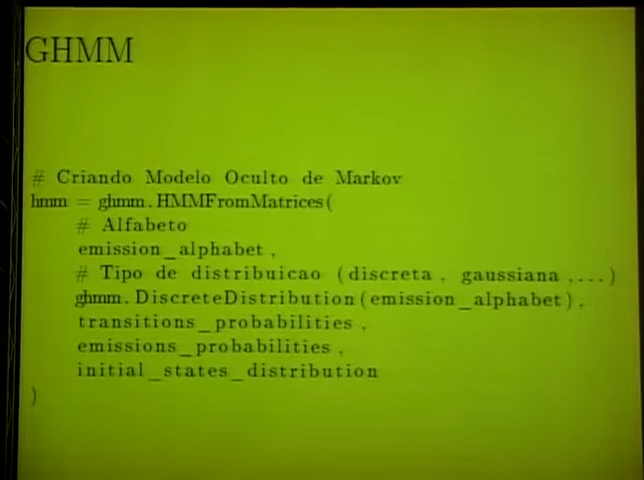 GHMM
# Criando Modelo Oculto de Markov
hmm = ghmm.HMMFromMatrices(
# Alfabeto
emission_alphabet,
# Tipo de distribuicao (discreta, gaussiana,...)
ghmm.DiscreteDistribution(emission_alphabet),
transitions_probabilities,
emissions_probabilities,
initial_states_distribution
)